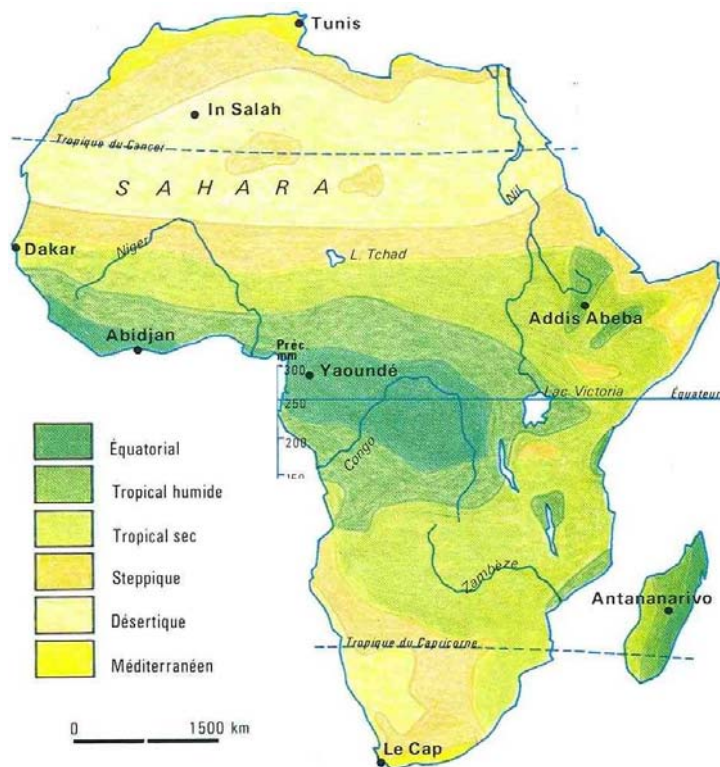 Tunis
In Salah
Tropique du Cancer
SAHARA
Nil
Dakar
Niger
L. Tchad
Addis Abeba
Abidjan
Préc.
mm
300
Yaoundé
Lac Victoria
250
Équateur
200
Congo
150
Équatorial
Tropical humide
Tropical sec
Steppique
Désertique
Méditerranéen
Zambèze
Antananarivo
Tropique du Capricorne
0 1500 km
Le Cap